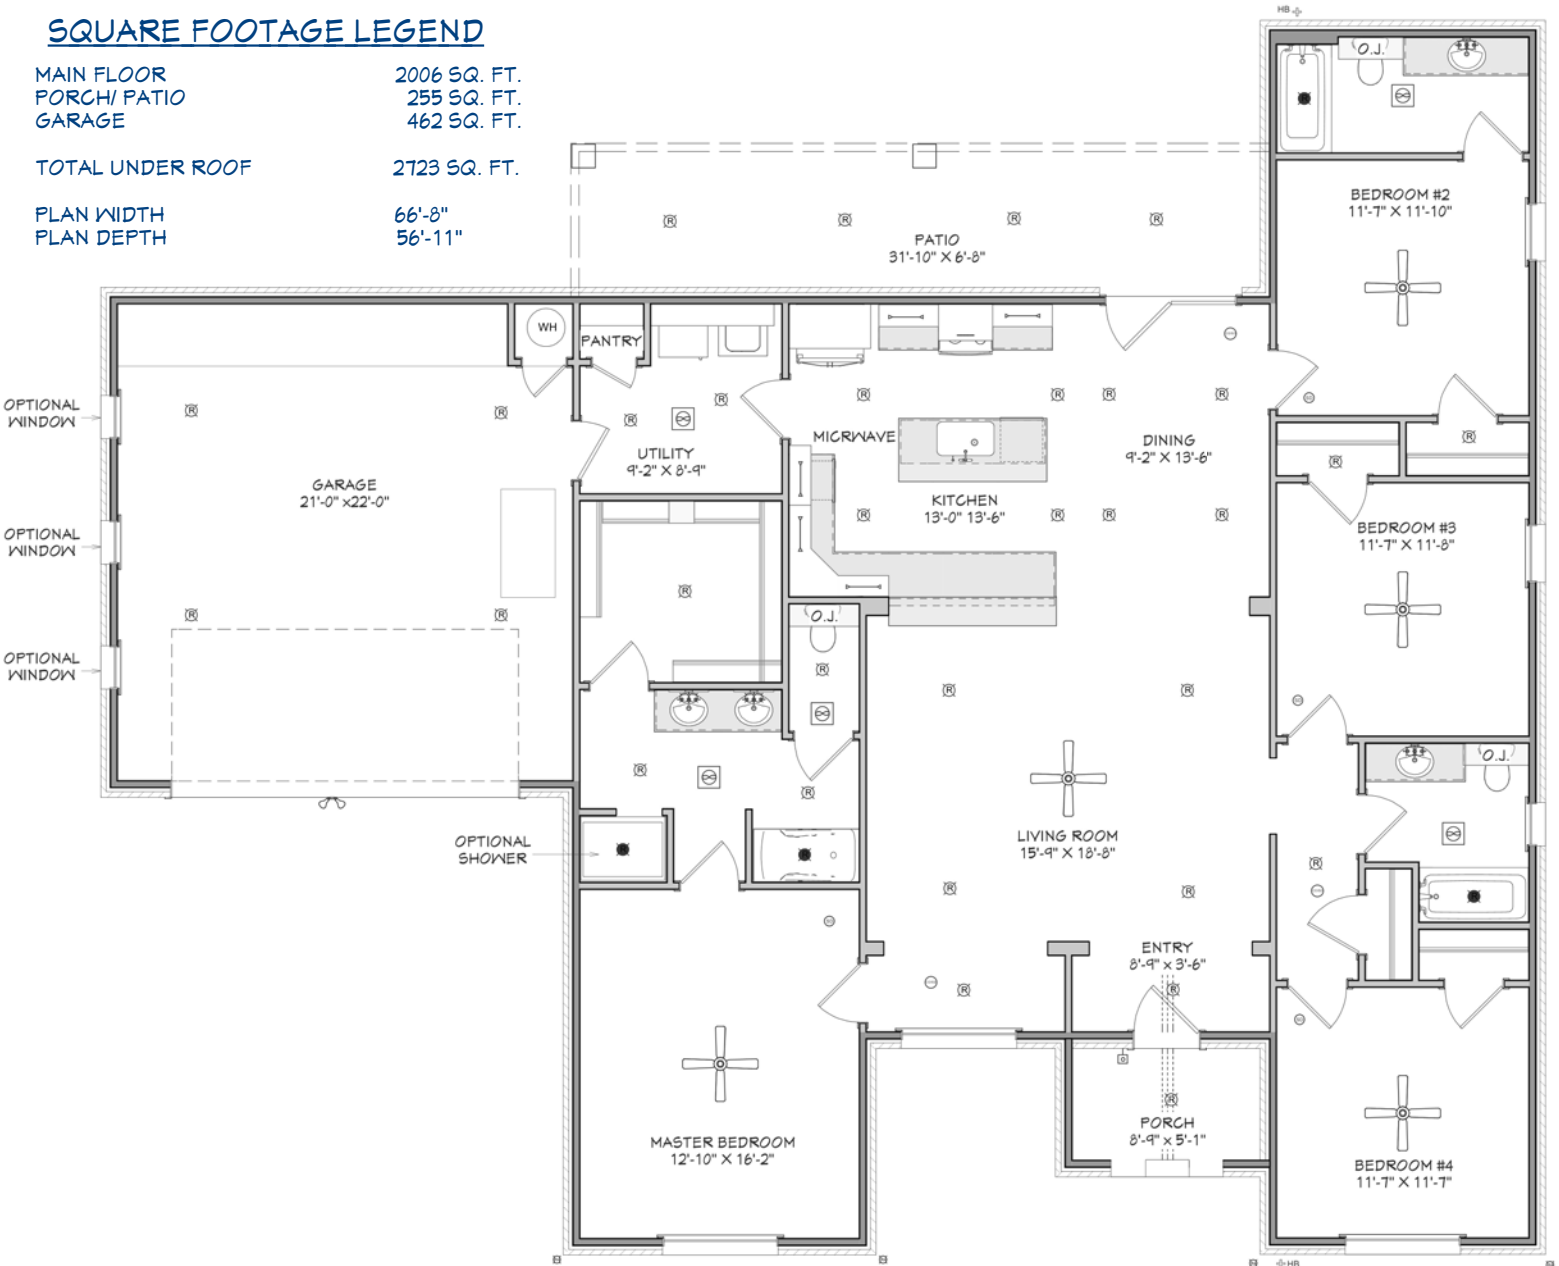 SQUARE FOOTAGE LEGEND
MAIN FLOOR 2006 SQ. FT.
PORCH/ PATIO 255 SQ. FT.
GARAGE 462 SQ. FT.
TOTAL UNDER ROOF 2723 SQ. FT.
PLAN WIDTH 66'-8"
PLAN DEPTH 56'-11"
HB
O.J.
BEDROOM #2
11'-7" X 11'-10"
PATIO
31'-10" X 6'-8"
WH
PANTRY
OPTIONAL
WINDOW
MICRWAVE
UTILITY
9'-2" X 8'-9"
DINING
9'-2" X 13'-6"
GARAGE
21'-0" x22'-0"
KITCHEN
13'-0" 13'-6"
BEDROOM #3
11'-7" X 11'-8"
OPTIONAL
WINDOW
O.J.
OPTIONAL
WINDOW
O.J.
LIVING ROOM
15'-9" X 18'-8"
OPTIONAL
SHOWER
ENTRY
8'-9" x 3'-6"
PORCH
8'-9" x 5'-1"
MASTER BEDROOM
12'-10" X 16'-2"
BEDROOM #4
11'-7" X 11'-7"
HB